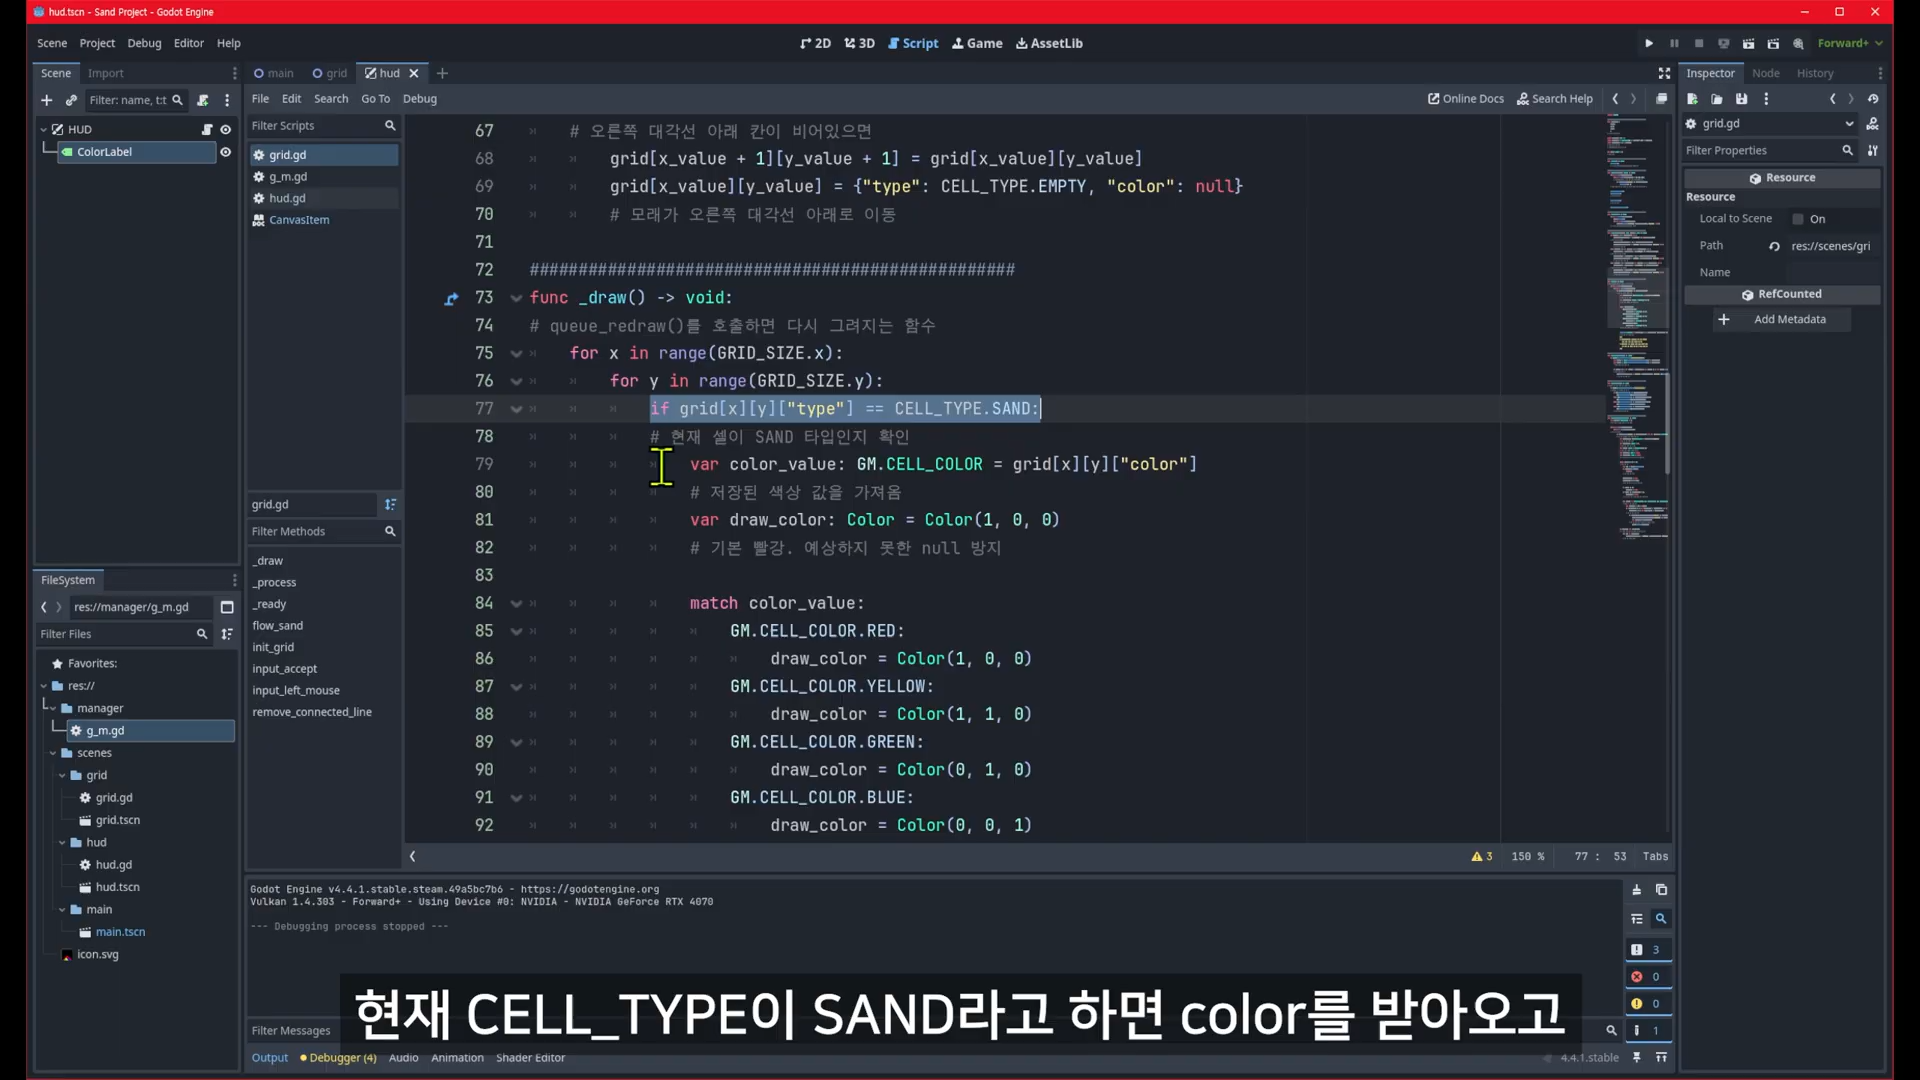 hud.tscn - Sand Project - Godot Engine
Scene Project Debug Editor Help
2D 3D Script Game AssetLib
Forward+
Scene Import
main grid hud
Inspector Node History
Filter: name, t:t
File Edit Search Go To Debug
Online Docs Search Help
grid.gd
Filter Properties
Resource
Resource
Local to Scene On
Path res://scenes/gri
Name
RefCounted
Add Metadata
HUD
ColorLabel
Filter Scripts
grid.gd
g_m.gd
hud.gd
CanvasItem
grid.gd
Filter Methods
_draw
_process
_ready
flow_sand
init_grid
input_accept
input_left_mouse
remove_connected_line
67 # 오른쪽 대각선 아래 칸이 비어있으면
68 grid[x_value + 1][y_value + 1] = grid[x_value][y_value]
69 grid[x_value][y_value] = {"type": CELL_TYPE.EMPTY, "color": null}
70 # 모래가 오른쪽 대각선 아래로 이동
71
72 ################################################
73 func _draw() -> void:
74 # queue_redraw()를 호출하면 다시 그려지는 함수
75 for x in range(GRID_SIZE.x):
76 for y in range(GRID_SIZE.y):
77 if grid[x][y]["type"] == CELL_TYPE.SAND:
78 # 현재 셀이 SAND 타입인지 확인
79 var color_value: GM.CELL_COLOR = grid[x][y]["color"]
80 # 저장된 색상 값을 가져옴
81 var draw_color: Color = Color(1, 0, 0)
82 # 기본 빨강. 예상하지 못한 null 방지
83
84 match color_value:
85 GM.CELL_COLOR.RED:
86 draw_color = Color(1, 0, 0)
87 GM.CELL_COLOR.YELLOW:
88 draw_color = Color(1, 1, 0)
89 GM.CELL_COLOR.GREEN:
90 draw_color = Color(0, 1, 0)
91 GM.CELL_COLOR.BLUE:
92 draw_color = Color(0, 0, 1)
3 150 % 77 : 53 Tabs
FileSystem
res://manager/g_m.gd
Filter Files
Favorites:
res://
manager
g_m.gd
scenes
grid
grid.gd
grid.tscn
hud
hud.gd
hud.tscn
main
main.tscn
icon.svg
Godot Engine v4.4.1.stable.steam.49a5bc7b6 - https://godotengine.org
Vulkan 1.4.303 - Forward+ - Using Device #0: NVIDIA - NVIDIA GeForce RTX 4070
--- Debugging process stopped ---
3
0
0
1
현재 CELL_TYPE이 SAND라고 하면 color를 받아오고
Filter Messages
Output Debugger (4) Audio Animation Shader Editor
4.4.1.stable